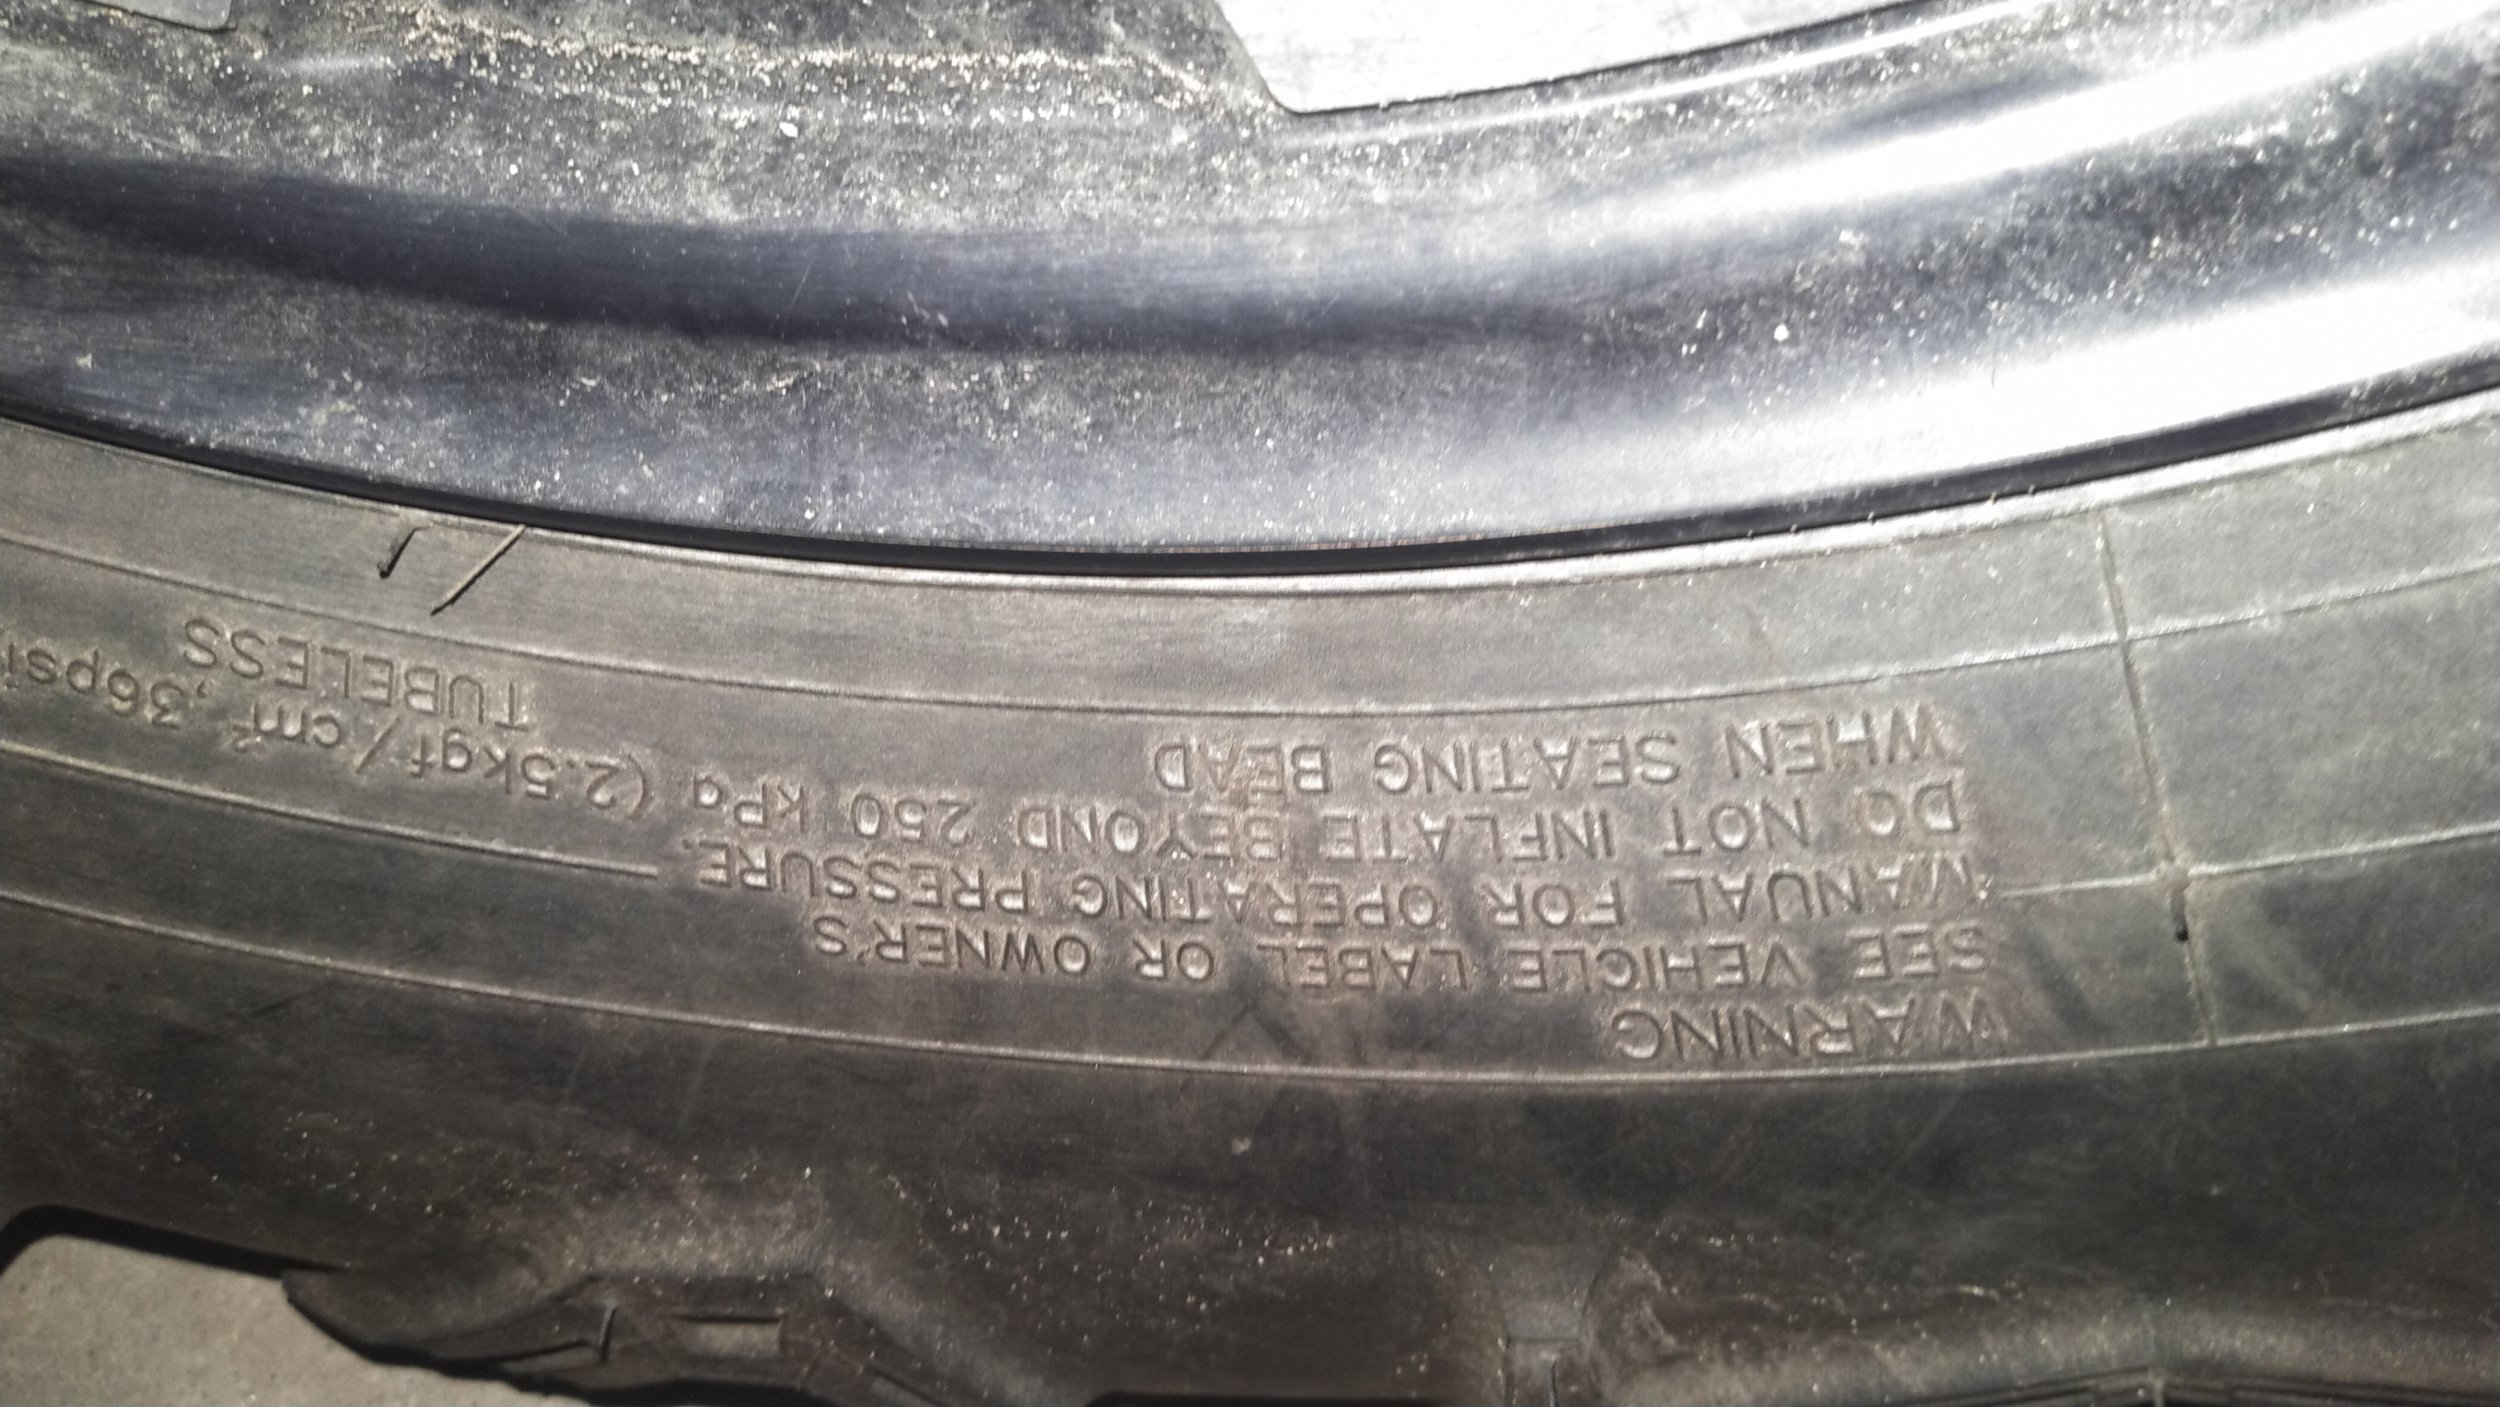 WARNING
SEE VEHICLE LABEL OR OWNER'S
MANUAL FOR OPERATING PRESSURE.
DO NOT INFLATE BEYOND 250 kPa (2.5kgf/cm², 36psi
WHEN SEATING BEAD
TUBELESS